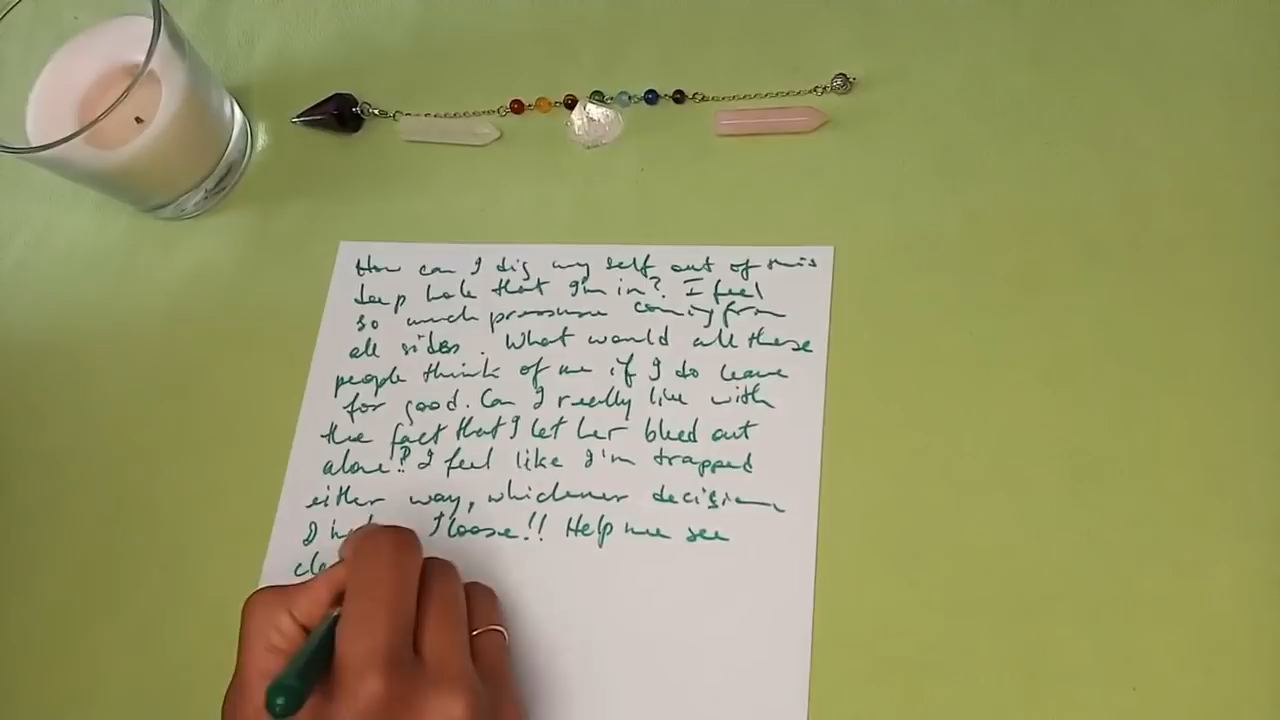 How can I dig my self out of this
deep hole that I'm in? I feel
so much pressure coming from
all sides. What would all these
people think of me if I do leave
for good. Can I really live with
the fact that I let her bleed out
alone?? I feel like I'm trapped
either way, whichever decision
I I loose!! Help me see